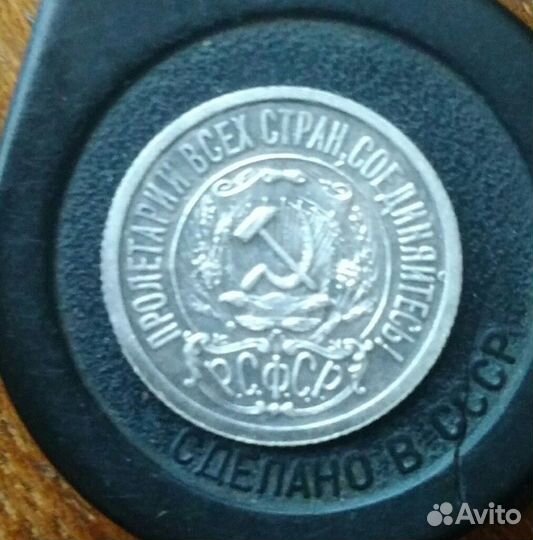 ПРОЛЕТАРИИ ВСЕХ СТРАН, СОЕДИНЯЙТЕСЬ!
Р.С.Ф.С.Р.
СДЕЛАНО В СССР
Avito